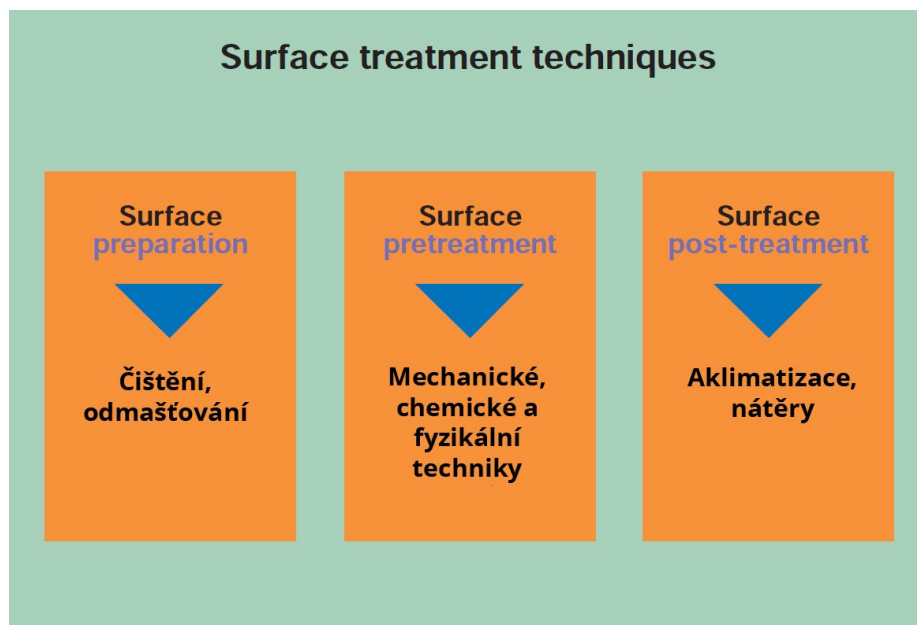 Surface treatment techniques
Surface
preparation
Čištění,
odmašťování
Surface
pretreatment
Mechanické,
chemické a
fyzikální
techniky
Surface
post-treatment
Aklimatizace,
nátěry